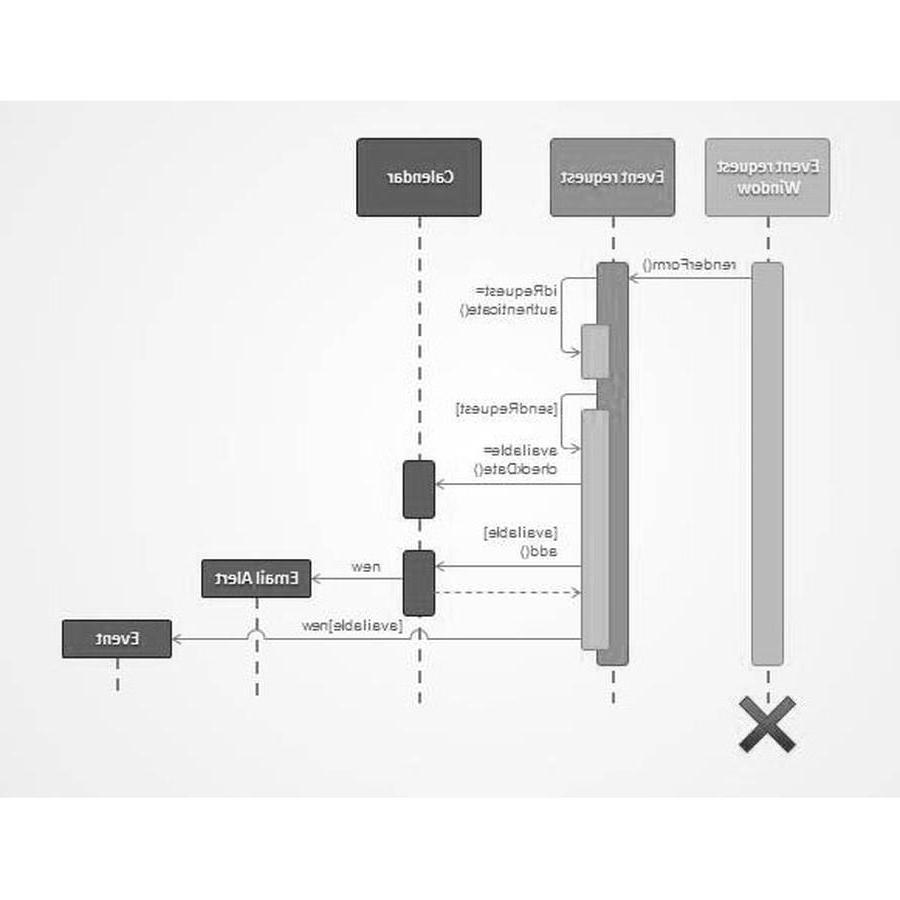 Event request
Window
Event request
Calendar
renderForm()
idRequest=
authenticate()
[sendRequest]
available=
checkDate()
[available]
add()
new
Email Alert
[available]new
Event